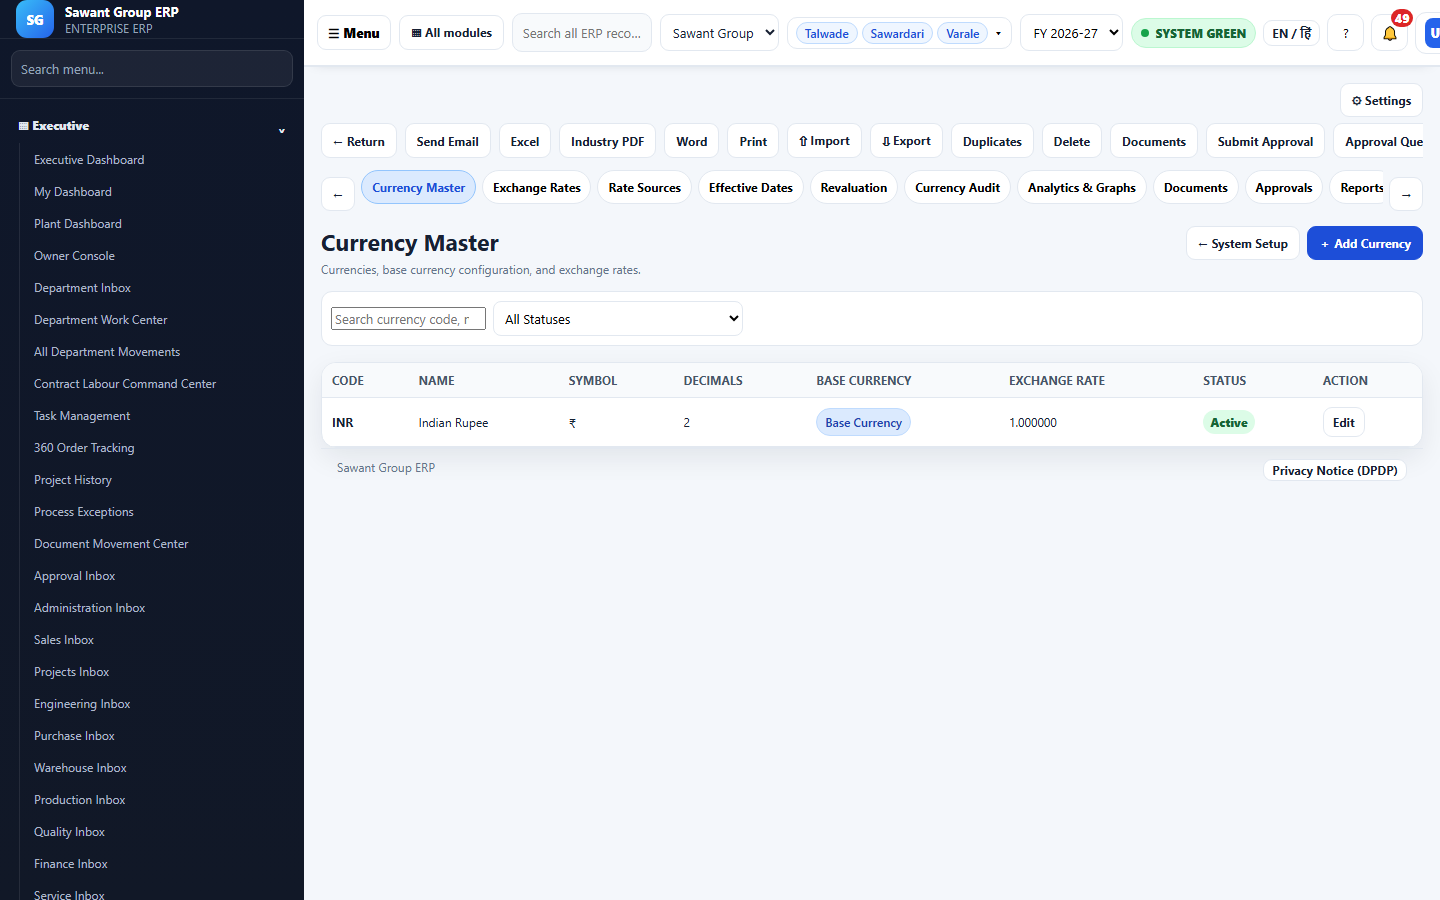 SG
Sawant Group ERP
ENTERPRISE ERP
☰ Menu
All modules
Search all ERP reco...
Sawant Group
Talwade
Sawardari
Varale
FY 2026-27
SYSTEM GREEN
EN / हिं
?
49
U
Search menu...
Executive
Executive Dashboard
My Dashboard
Plant Dashboard
Owner Console
Department Inbox
Department Work Center
All Department Movements
Contract Labour Command Center
Task Management
360 Order Tracking
Project History
Process Exceptions
Document Movement Center
Approval Inbox
Administration Inbox
Sales Inbox
Projects Inbox
Engineering Inbox
Purchase Inbox
Warehouse Inbox
Production Inbox
Quality Inbox
Finance Inbox
Service Inbox
⚙ Settings
← Return
Send Email
Excel
Industry PDF
Word
Print
⇧ Import
⇩ Export
Duplicates
Delete
Documents
Submit Approval
Approval Que
←
Currency Master
Exchange Rates
Rate Sources
Effective Dates
Revaluation
Currency Audit
Analytics & Graphs
Documents
Approvals
Reports
→
Currency Master
Currencies, base currency configuration, and exchange rates.
← System Setup
+ Add Currency
Search currency code, r
All Statuses
CODE NAME SYMBOL DECIMALS BASE CURRENCY EXCHANGE RATE STATUS ACTION
INR Indian Rupee ₹ 2 Base Currency 1.000000 Active Edit
Sawant Group ERP
Privacy Notice (DPDP)